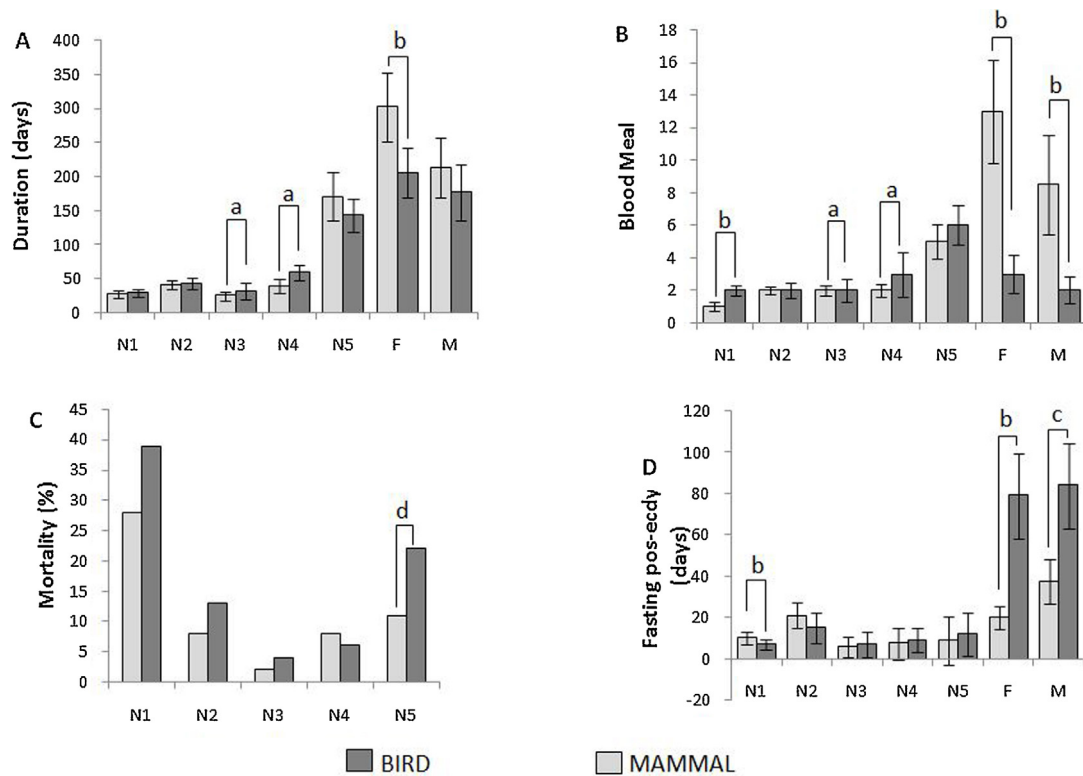 A
Duration (days)
400
350
300
250
200
150
100
50
0
a
a
b
N1 N2 N3 N4 N5 F M
B
Blood Meal
18
16
14
12
10
8
6
4
2
0
b
a
a
b
b
N1 N2 N3 N4 N5 F M
C
Mortality (%)
45
40
35
30
25
20
15
10
5
0
d
N1 N2 N3 N4 N5
D
Fasting pos-ecdy
(days)
120
100
80
60
40
20
0
-20
b
b
c
N1 N2 N3 N4 N5 F M
BIRD
MAMMAL